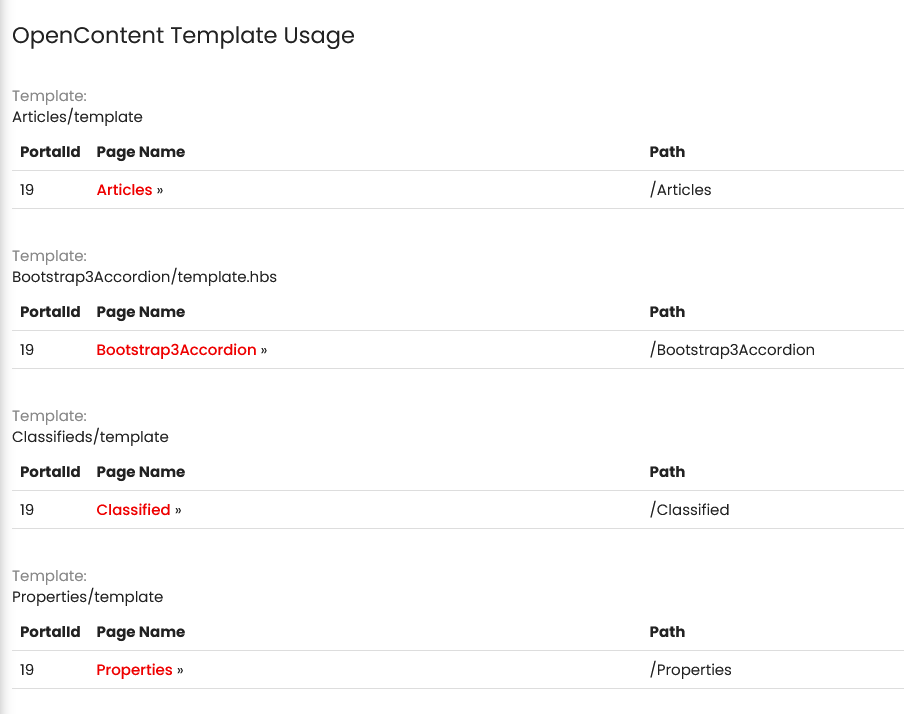 OpenContent Template Usage
Template:
Articles/template
PortalId Page Name Path
19 Articles » /Articles
Template:
Bootstrap3Accordion/template.hbs
PortalId Page Name Path
19 Bootstrap3Accordion » /Bootstrap3Accordion
Template:
Classifieds/template
PortalId Page Name Path
19 Classified » /Classified
Template:
Properties/template
PortalId Page Name Path
19 Properties » /Properties